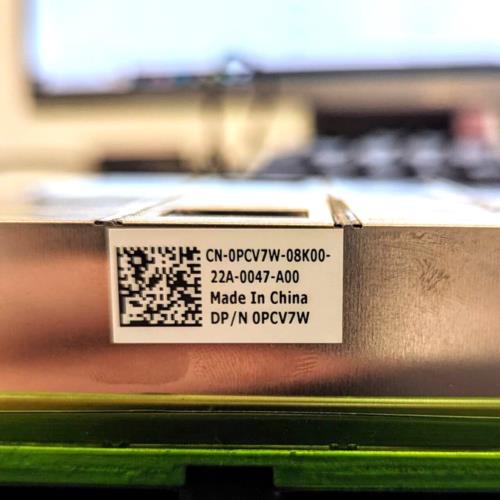 CN-0PCV7W-08K00-
22A-0047-A00
Made In China
DP/N 0PCV7W